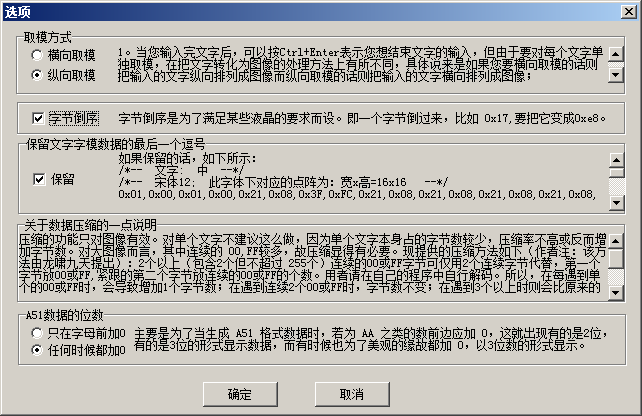 选项
取模方式
横向取模
纵向取模
1。当您输入完文字后，可以按Ctrl+Enter表示您想结束文字的输入，但由于要对每个文字单
独取模，在把文字转化为图像的处理方法上有所不同，具体说来是如果您要横向取模的话则
把输入的文字纵向排列成图像而纵向取模的话则把输入的文字横向排列成图像；
字节倒序
字节倒序是为了满足某些液晶的要求而设。即一个字节倒过来，比如 0x17,要把它变成0xe8。
保留文字字模数据的最后一个逗号
保留
如果保留的话，如下所示：
/*-- 文字: 中 --*/
/*-- 宋体12; 此字体下对应的点阵为：宽x高=16x16 --*/
0x01,0x00,0x01,0x00,0x21,0x08,0x3F,0xFC,0x21,0x08,0x21,0x08,0x21,0x08,0x21,0x08,
关于数据压缩的一点说明
压缩的功能只对图像有效。对单个文字不建议这么做，因为单个文字本身占的字节数较少，压缩率不高或反而增
加字节数。对大图像而言，其中连续的 00,FF较多，故压缩显得有必要。现提供的压缩方法如下（作者注：该方
法由龙啸九天提出）：2个以上（包含2个但不超过 255个）连续的00或FF字节可仅用2个连续字节代替，第一个
字节放00或FF,紧跟的第二个字节放连续的00或FF的个数。用者请在自己的程序中自行解码。所以，在每遇到单
个的00或FF时，会导致增加1个字节数；在遇到连续2个00或FF时，字节数不变；在遇到3个以上时则会比原来的
A51数据的位数
只在字母前加0
任何时候都加0
主要是为了当生成 A51 格式数据时，若为 AA 之类的数前边应加 0，这就出现有的是2位，
有的是3位的形式显示数据，而有时候也为了美观的缘故都加 0，以3位数的形式显示。
确定
取消